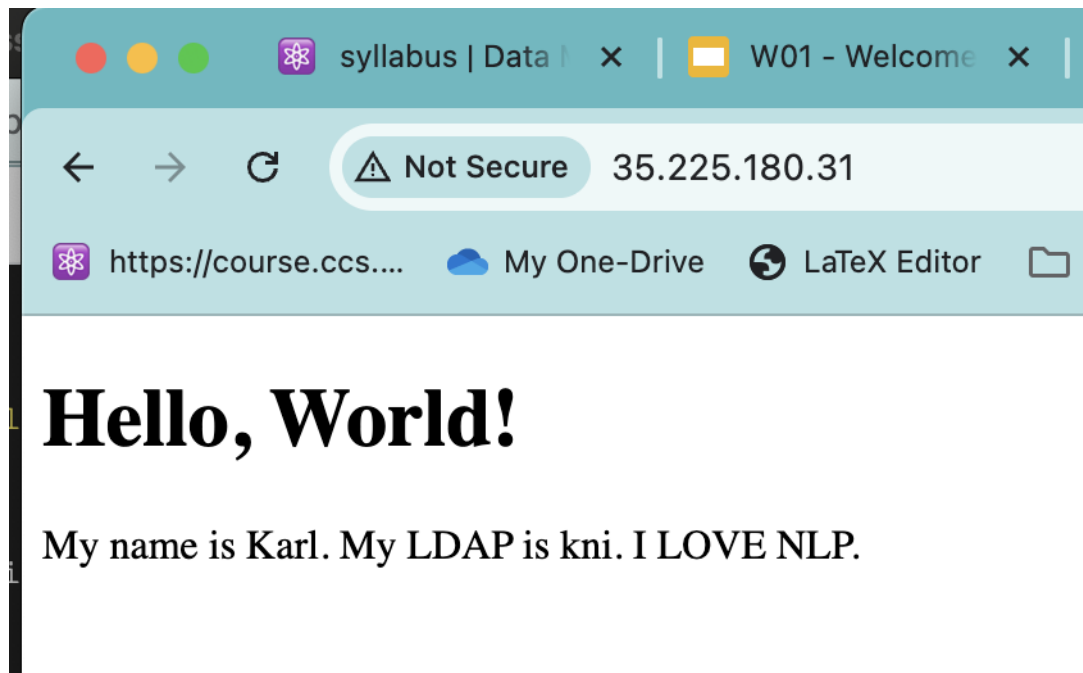 syllabus | Data
W01 - Welcome
Not Secure 35.225.180.31
https://course.ccs.... My One-Drive LaTeX Editor
Hello, World!
My name is Karl. My LDAP is kni. I LOVE NLP.